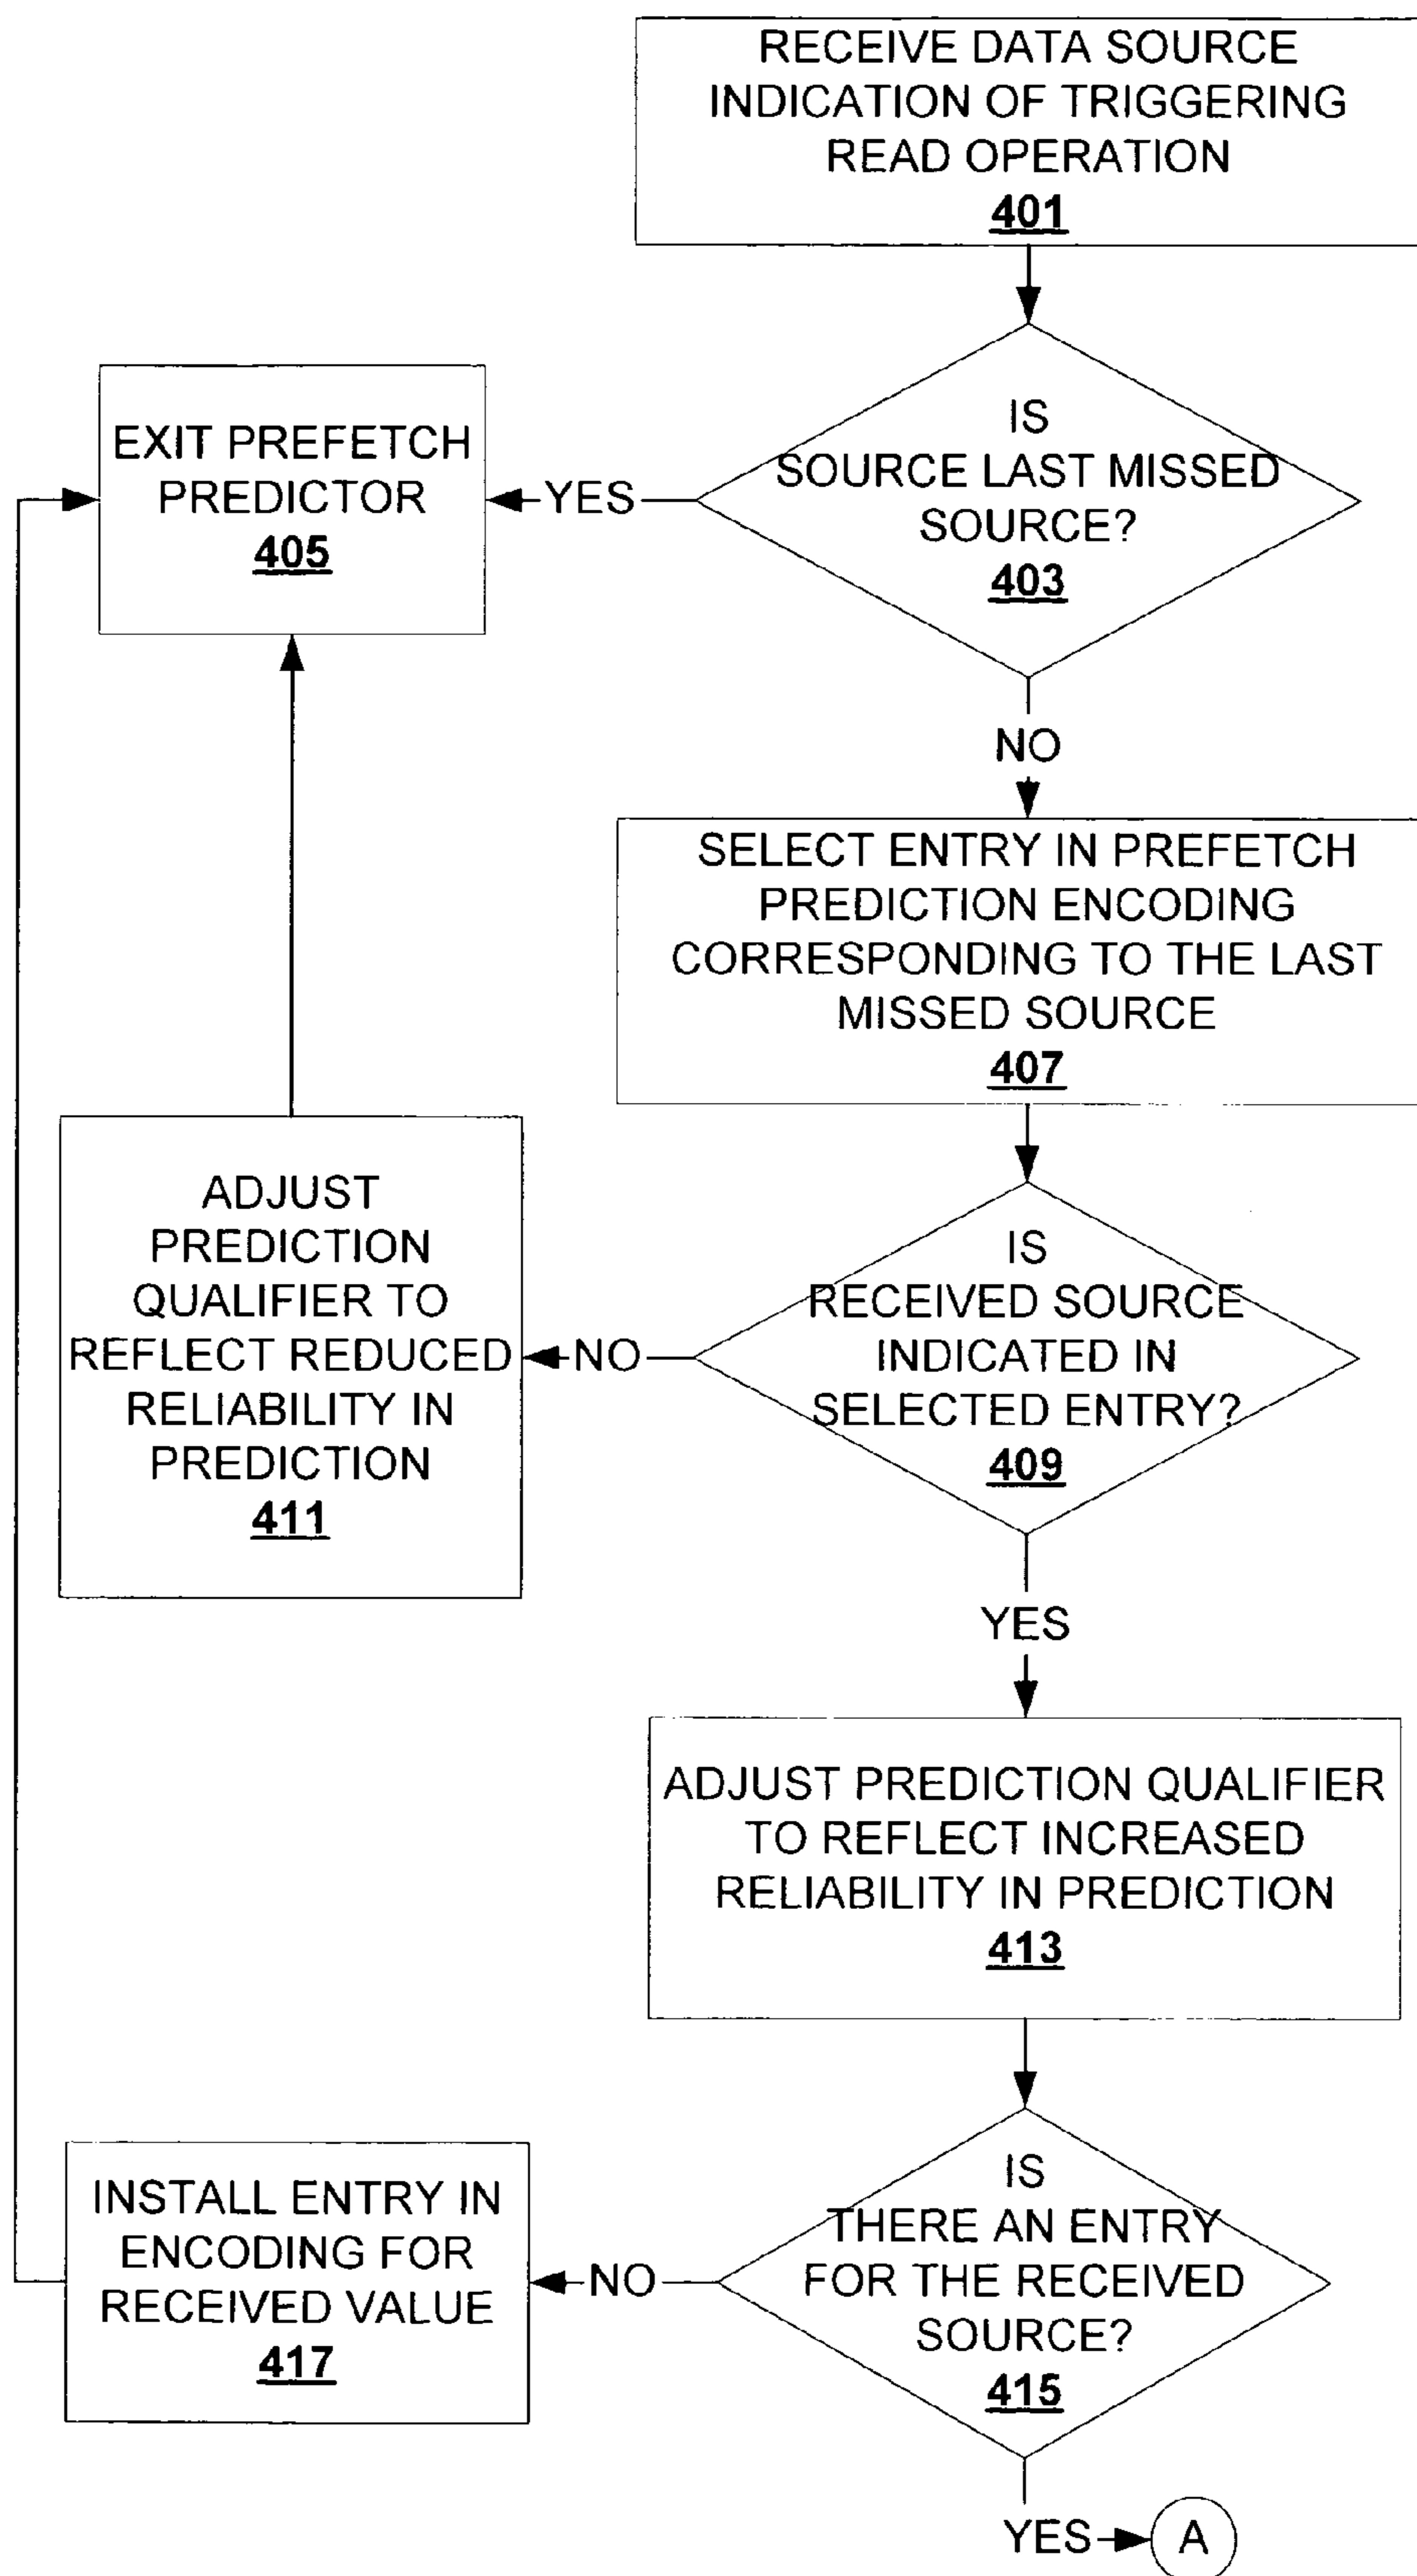 RECEIVE DATA SOURCE
INDICATION OF TRIGGERING
READ OPERATION
401
IS
SOURCE LAST MISSED
SOURCE?
403
YES
EXIT PREFETCH
PREDICTOR
405
NO
SELECT ENTRY IN PREFETCH
PREDICTION ENCODING
CORRESPONDING TO THE LAST
MISSED SOURCE
407
IS
RECEIVED SOURCE
INDICATED IN
SELECTED ENTRY?
409
NO
ADJUST
PREDICTION
QUALIFIER TO
REFLECT REDUCED
RELIABILITY IN
PREDICTION
411
YES
ADJUST PREDICTION QUALIFIER
TO REFLECT INCREASED
RELIABILITY IN PREDICTION
413
IS
THERE AN ENTRY
FOR THE RECEIVED
SOURCE?
415
NO
INSTALL ENTRY IN
ENCODING FOR
RECEIVED VALUE
417
YES
A